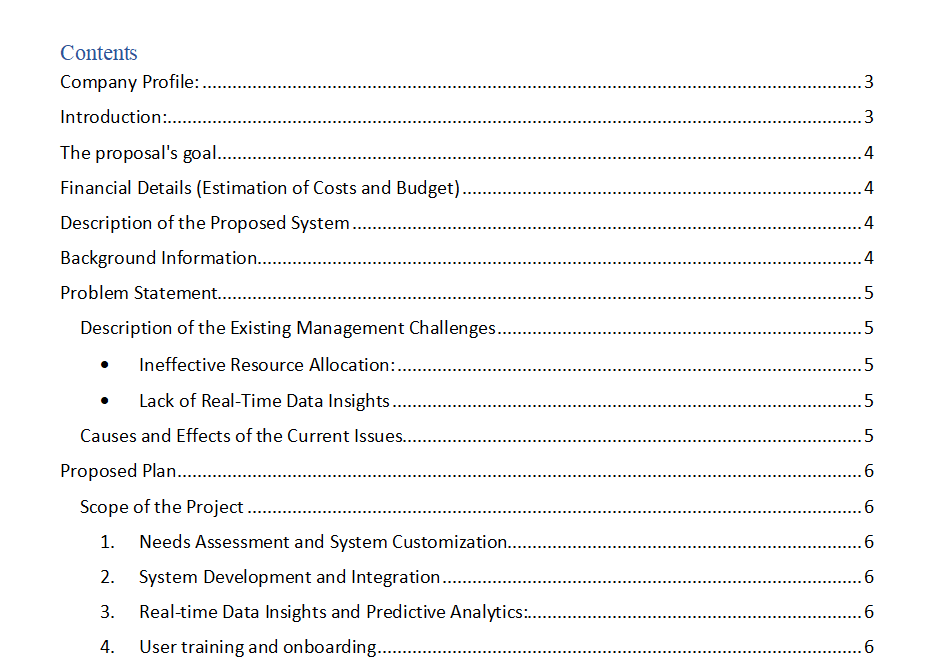 Contents
Company Profile: ........ 3
Introduction:........ 3
The proposal's goal........ 4
Financial Details (Estimation of Costs and Budget) ........ 4
Description of the Proposed System ........ 4
Background Information........ 4
Problem Statement........ 5
Description of the Existing Management Challenges........ 5
• Ineffective Resource Allocation: ........ 5
• Lack of Real-Time Data Insights ........ 5
Causes and Effects of the Current Issues........ 5
Proposed Plan........ 6
Scope of the Project ........ 6
1. Needs Assessment and System Customization........ 6
2. System Development and Integration ........ 6
3. Real-time Data Insights and Predictive Analytics:........ 6
4. User training and onboarding........ 6